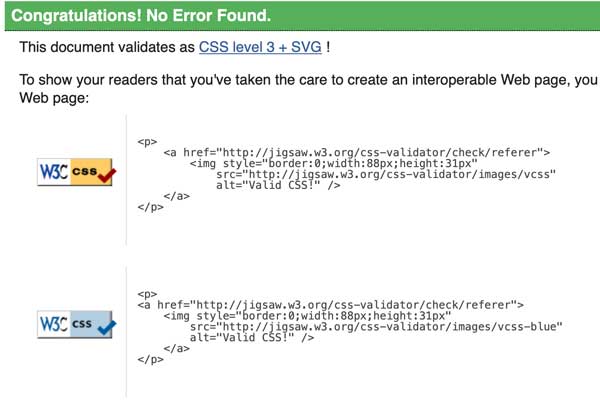 Congratulations! No Error Found.
This document validates as CSS level 3 + SVG !
To show your readers that you've taken the care to create an interoperable Web page, you
Web page:
W3C css
<p>
<a href="http://jigsaw.w3.org/css-validator/check/referer">
<img style="border:0;width:88px;height:31px"
src="http://jigsaw.w3.org/css-validator/images/vcss"
alt="Valid CSS!" />
</a>
</p>
W3C css
<p>
<a href="http://jigsaw.w3.org/css-validator/check/referer">
<img style="border:0;width:88px;height:31px"
src="http://jigsaw.w3.org/css-validator/images/vcss-blue"
alt="Valid CSS!" />
</a>
</p>